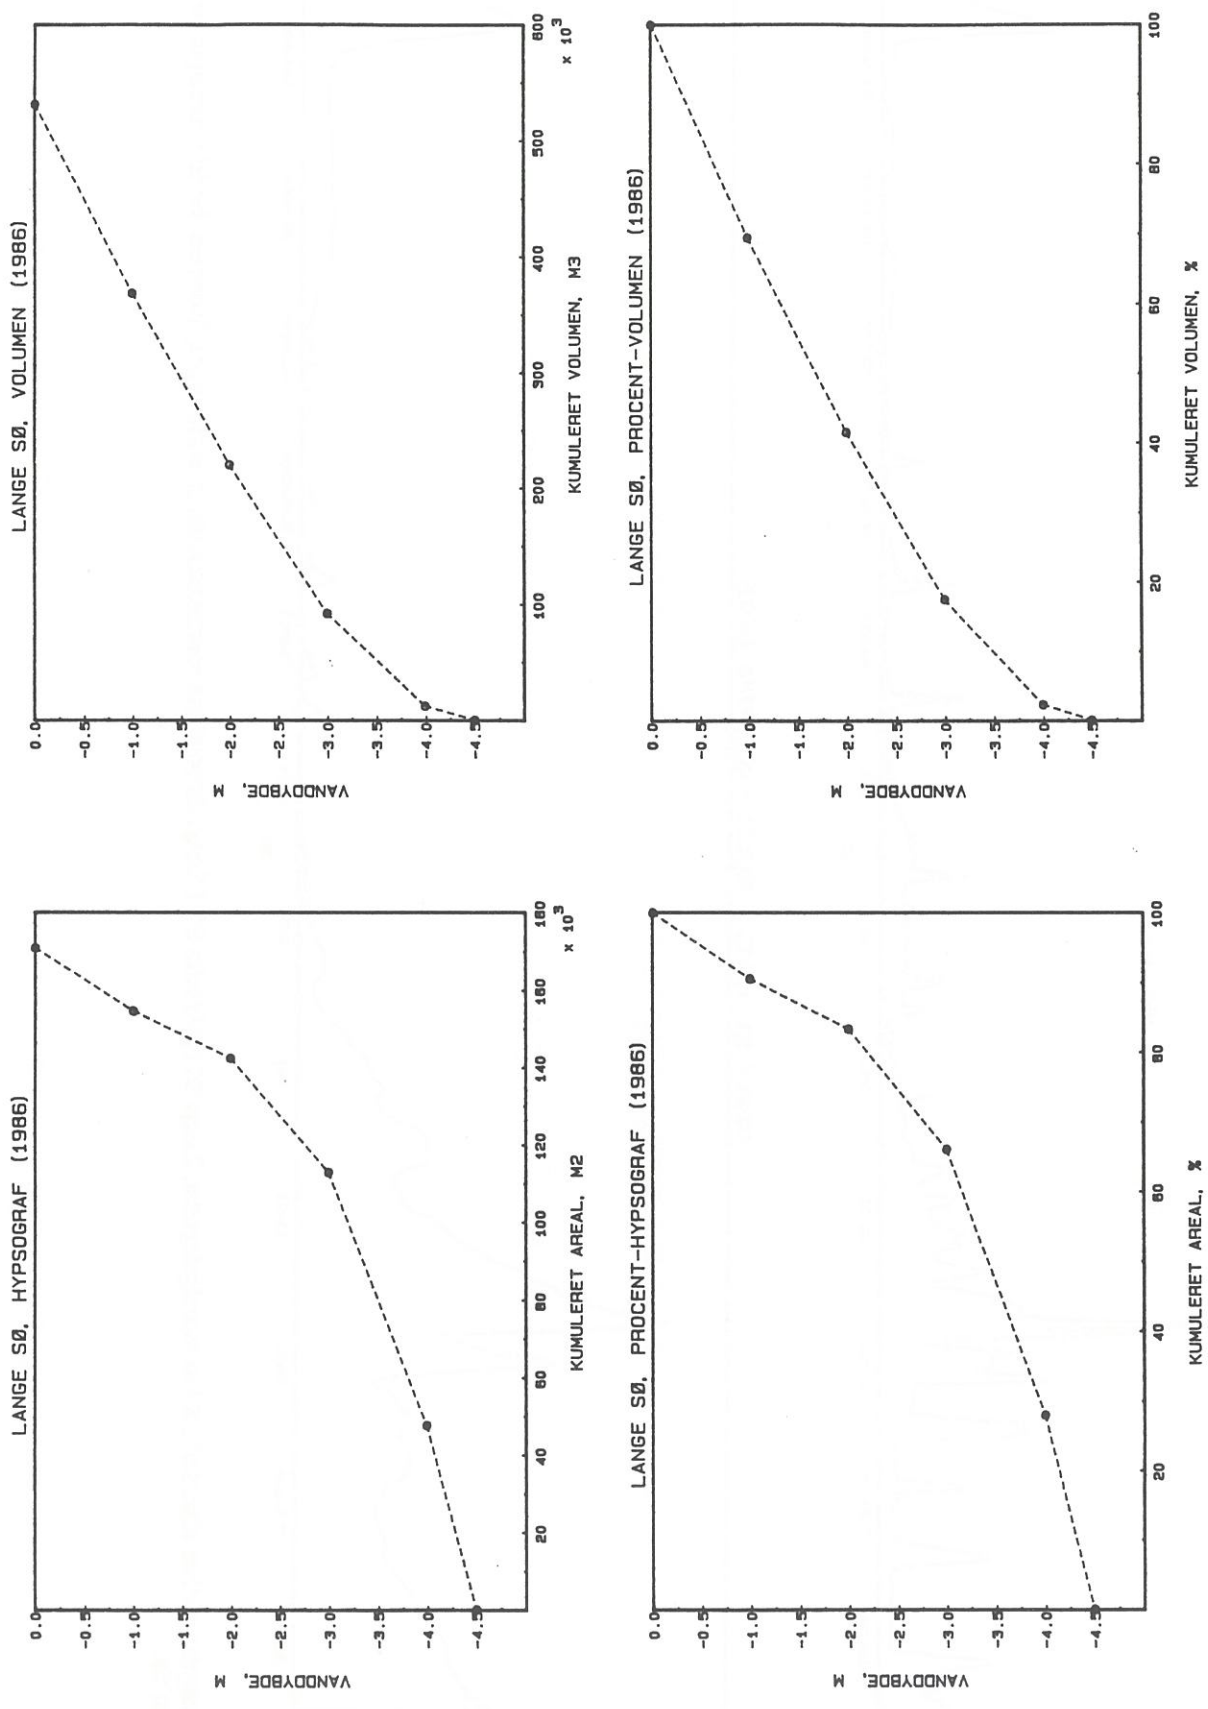 LANGE SØ, HYPSOGRAF (1986)
VANDDYBDE, M
0.0
-0.5
-1.0
-1.5
-2.0
-2.5
-3.0
-3.5
-4.0
-4.5
20 40 60 80 100 120 140 160 180
x 10³
KUMULERET AREAL, M2
LANGE SØ, VOLUMEN (1986)
VANDDYBDE, M
0.0
-0.5
-1.0
-1.5
-2.0
-2.5
-3.0
-3.5
-4.0
-4.5
100 200 300 400 500 600
x 10³
KUMULERET VOLUMEN, M3
LANGE SØ, PROCENT-HYPSOGRAF (1986)
VANDDYBDE, M
0.0
-0.5
-1.0
-1.5
-2.0
-2.5
-3.0
-3.5
-4.0
-4.5
20 40 60 80 100
KUMULERET AREAL, %
LANGE SØ, PROCENT-VOLUMEN (1986)
VANDDYBDE, M
0.0
-0.5
-1.0
-1.5
-2.0
-2.5
-3.0
-3.5
-4.0
-4.5
20 40 60 80 100
KUMULERET VOLUMEN, %